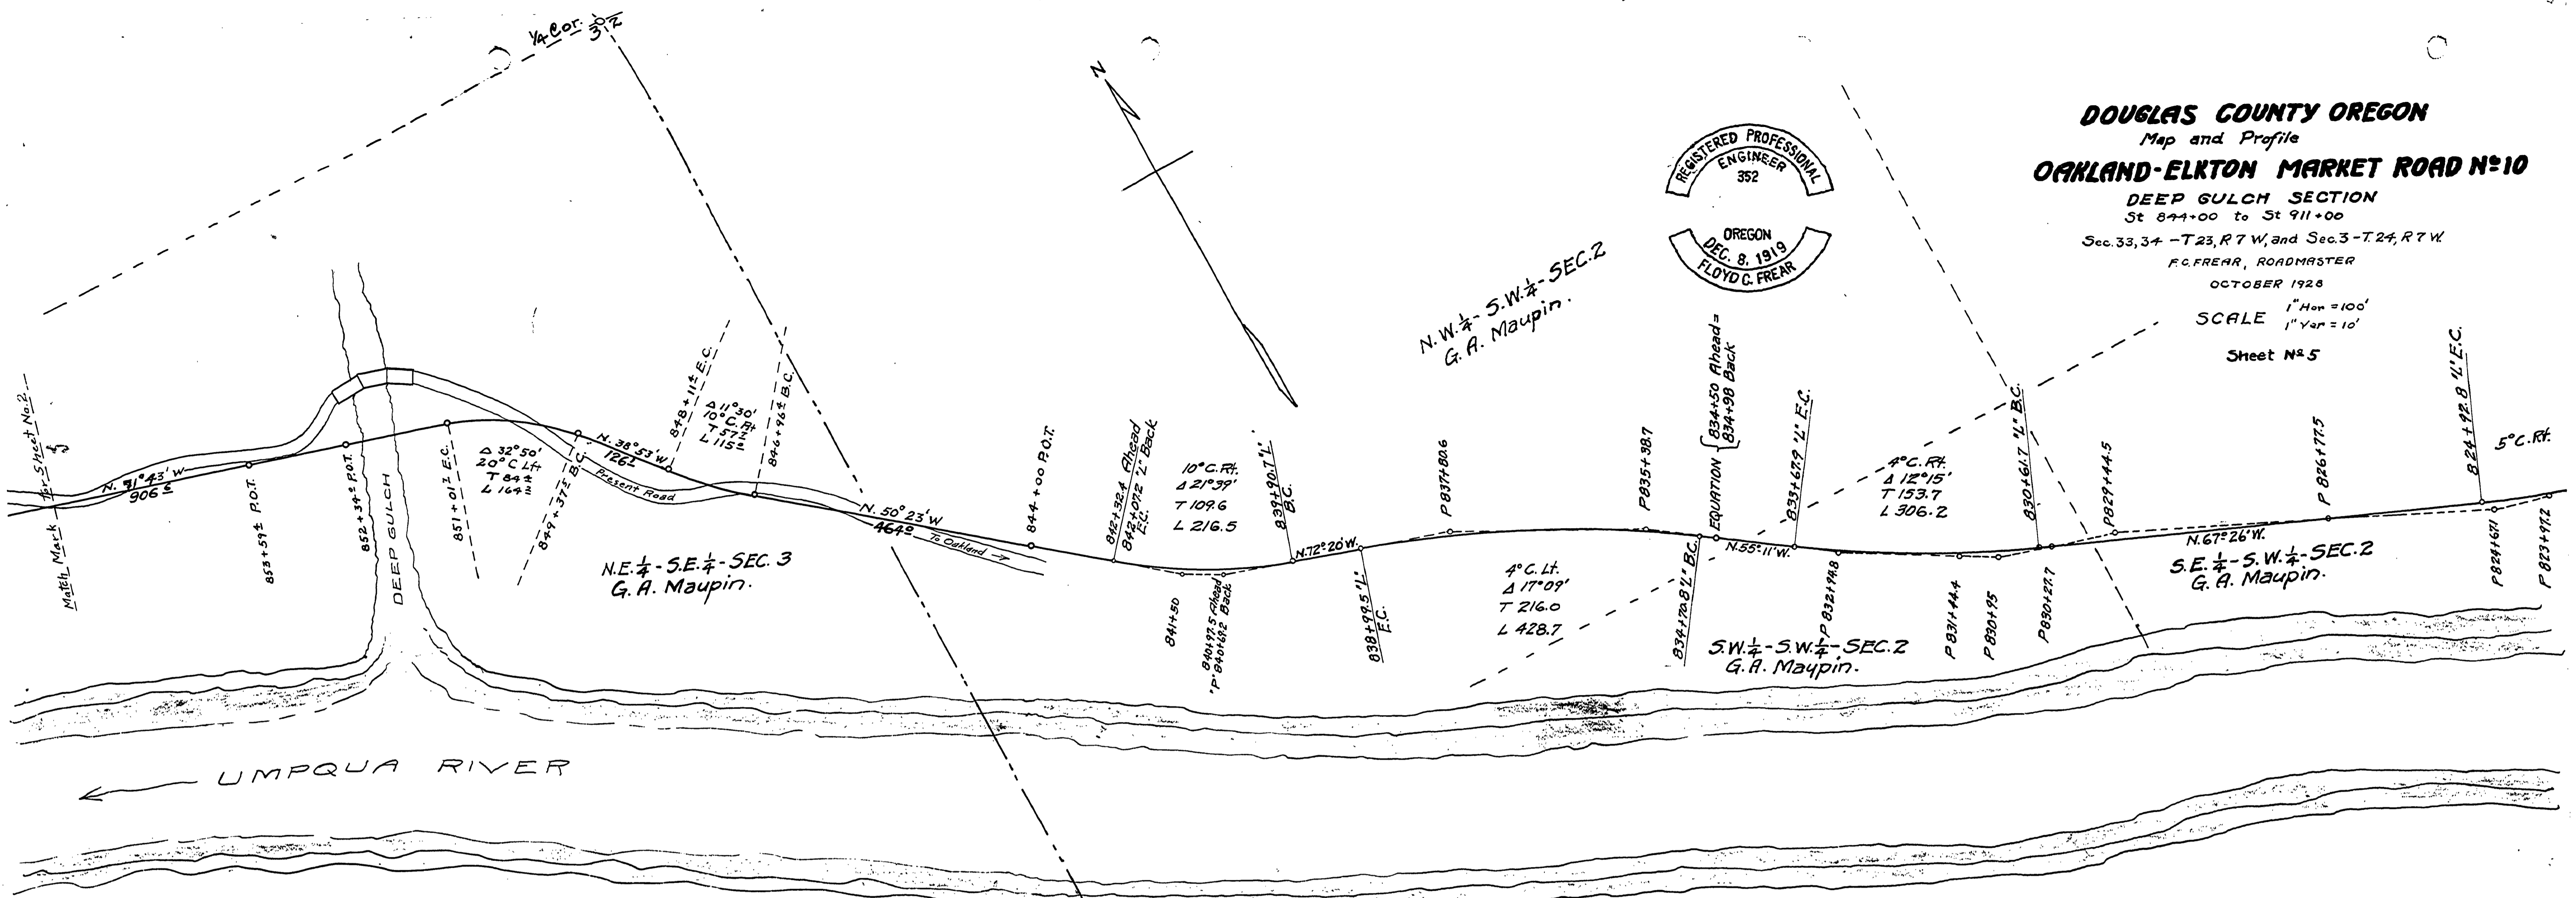 DOUGLAS COUNTY OREGON
Map and Profile
OAKLAND-ELKTON MARKET ROAD Nº10
DEEP GULCH SECTION
St 844+00 to St 911+00
Sec.33,34 -T23, R 7 W, and Sec.3 -T.24, R 7 W.
F.C. FREAR, ROADMASTER
OCTOBER 1928
SCALE 1" Hor = 100'
1" Ver = 10'
Sheet Nº 5
REGISTERED PROFESSIONAL
ENGINEER
352
OREGON
DEC. 8, 1919
FLOYD C. FREAR
N
¼ Cor.
Match Mark for Sheet No.2
N. 71°43' W
906±
853+59± P.O.T.
852+34± P.O.T.
DEEP GULCH
851+01± E.C.
Δ 32°50'
20°C Lft
T 84±
L 164±
849+37± B.C.
N. 38°53'W
126±
848+11± E.C.
Δ 11°30'
10°C. Rt
T 57±
L 115±
846+96± B.C.
Present Road
N. 50°23'W
464±
To Oakland
N.E.¼-S.E.¼-SEC. 3
G. A. Maupin.
844+00 P.O.T.
842+32.4 Ahead
842+07.2 "L" Back
E.C.
10°C.Rt.
Δ 21°39'
T 109.6
L 216.5
841+50
"P" 840+97.5 Ahead
"P" 840+69.2 Back
839+90.7 "L"
B.C.
N.72°20'W.
838+99.5 "L"
E.C.
P837+80.6
4°C. Lt.
Δ 17°09'
T 216.0
L 428.7
N.W.¼-S.W.¼-SEC.2
G. A. Maupin.
P835+38.7
834+70.8 "L" B.C.
EQUATION { 834+50 Ahead =
834+98 Back
N.55°11'W.
833+67.9 "L" E.C.
P 832+94.8
S.W.¼-S.W.¼-SEC.2
G. A. Maupin.
4°C. Rt.
Δ 12°15'
T 153.7
L 306.2
P 831+44.4
P 830+95
830+61.7 "L" B.C.
P 830+27.7
P829+44.5
N.67°26'W.
S.E.¼-S.W.¼-SEC.2
G. A. Maupin.
P 826+77.5
824+92.8 "L" E.C.
5°C. Rt.
P 824+67.1
P 823+97.2
UMPQUA RIVER